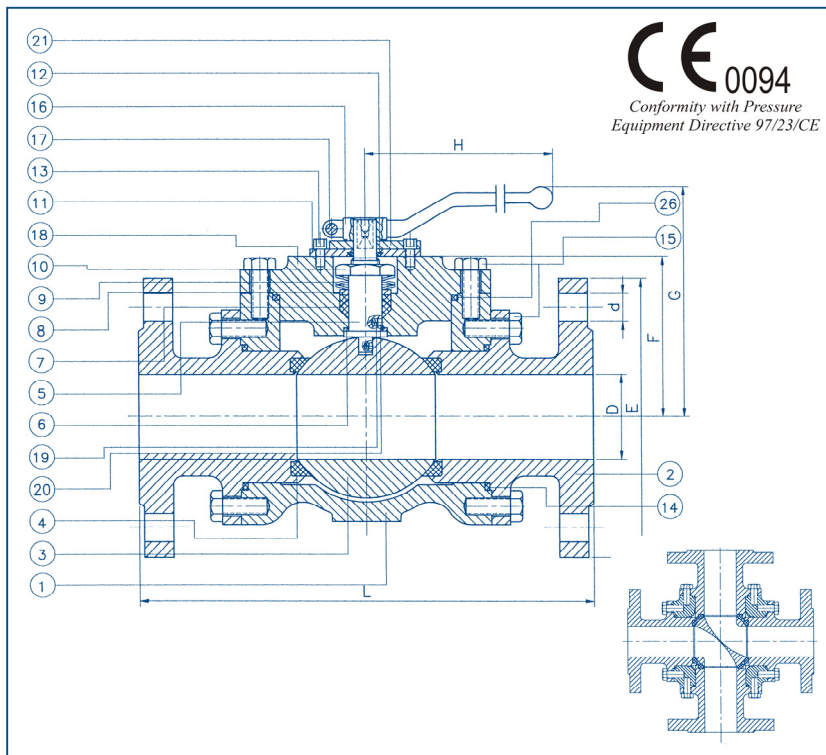 21
12
16
17
13
11
18
10
9
8
7
5
6
19
20
4
3
1
CE 0094
Conformity with Pressure
Equipment Directive 97/23/CE
H
26
15
G
d
F
D
E
2
14
L